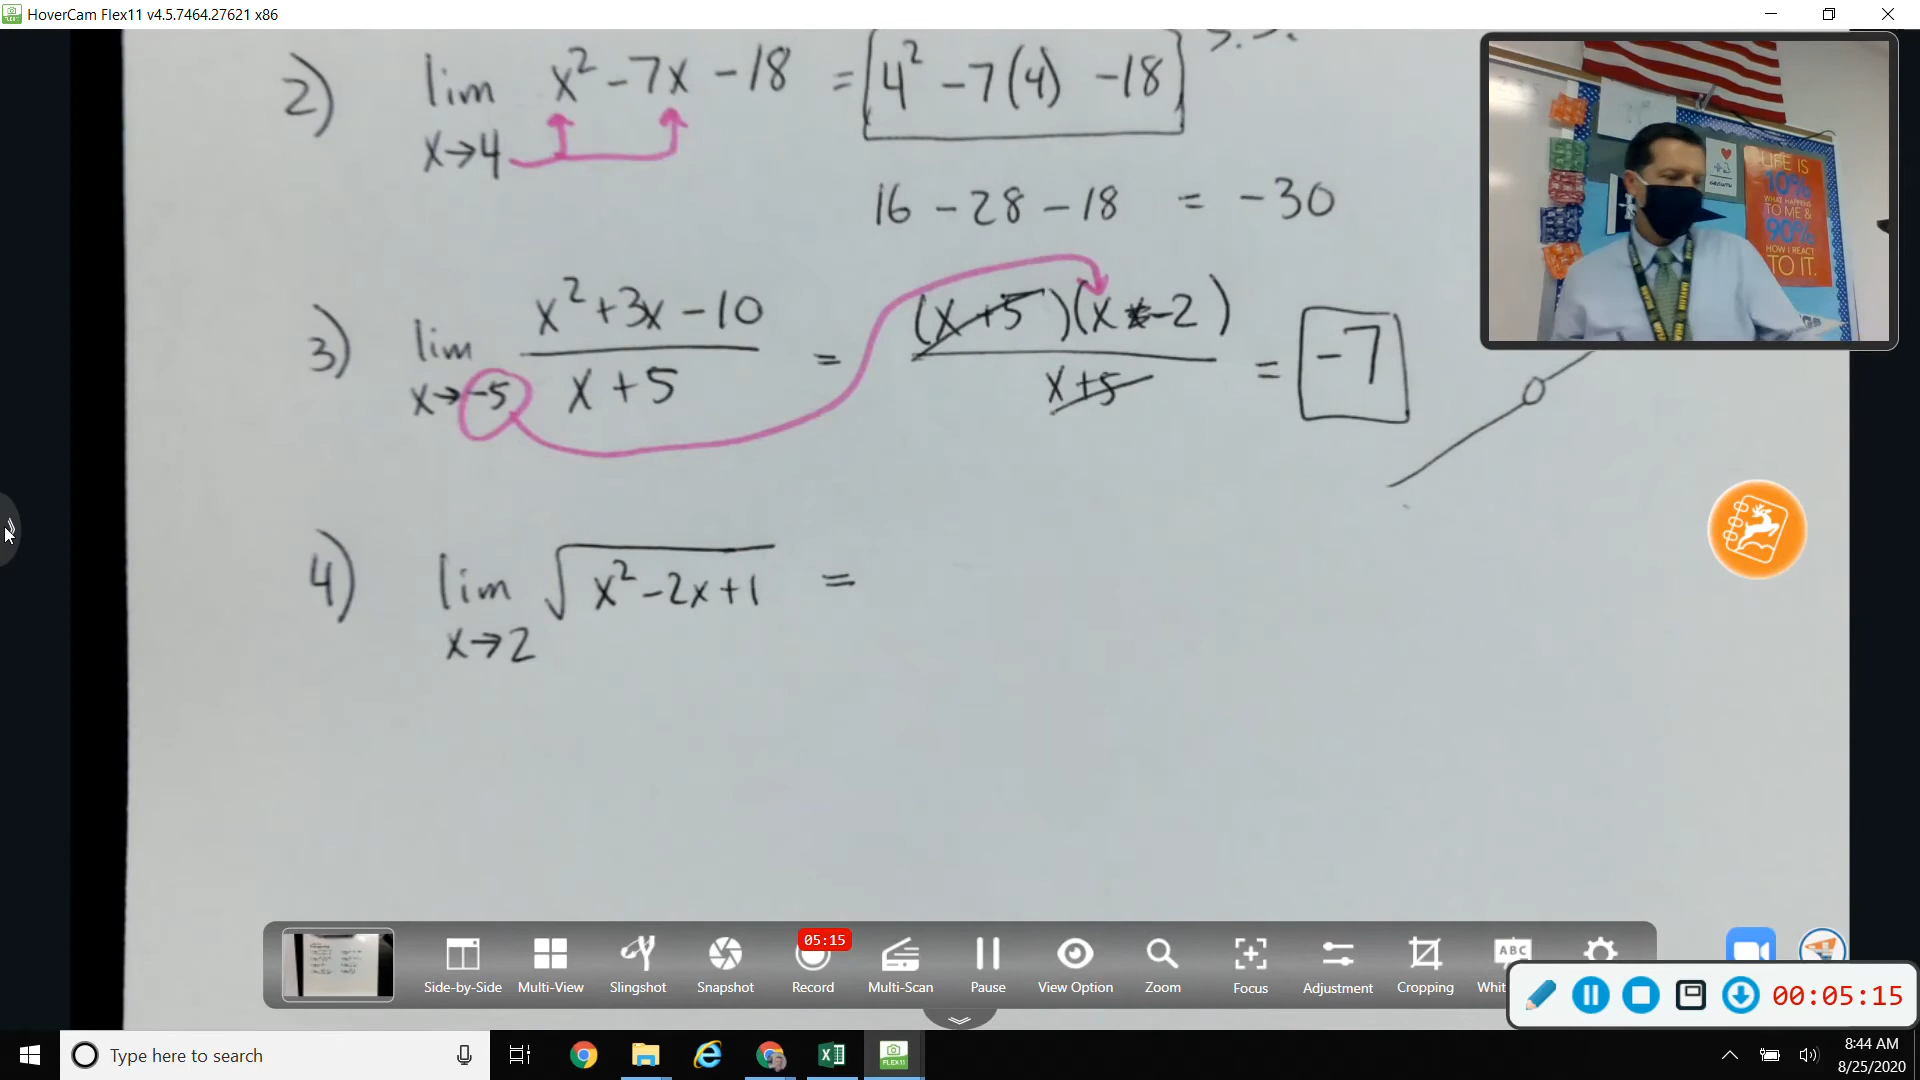 HoverCam Flex11 v4.5.7464.27621 x86
2) lim x² - 7x - 18 = 4² - 7(4) - 18
x→4
16 - 28 - 18 = -30
3) lim x² + 3x - 10 / x + 5 = (x + 5)(x - 2) / x + 5 = -7
x→-5
4) lim √x² - 2x + 1 =
x→2
GROWTH
LIFE IS
10%
WHAT HAPPENS
TO ME &
90%
HOW I REACT
TO IT.
05:15
ABC
Side-by-Side Multi-View Slingshot Snapshot Record Multi-Scan Pause View Option Zoom Focus Adjustment Cropping Whit
00:05:15
Type here to search
FLEX11
8:44 AM
8/25/2020